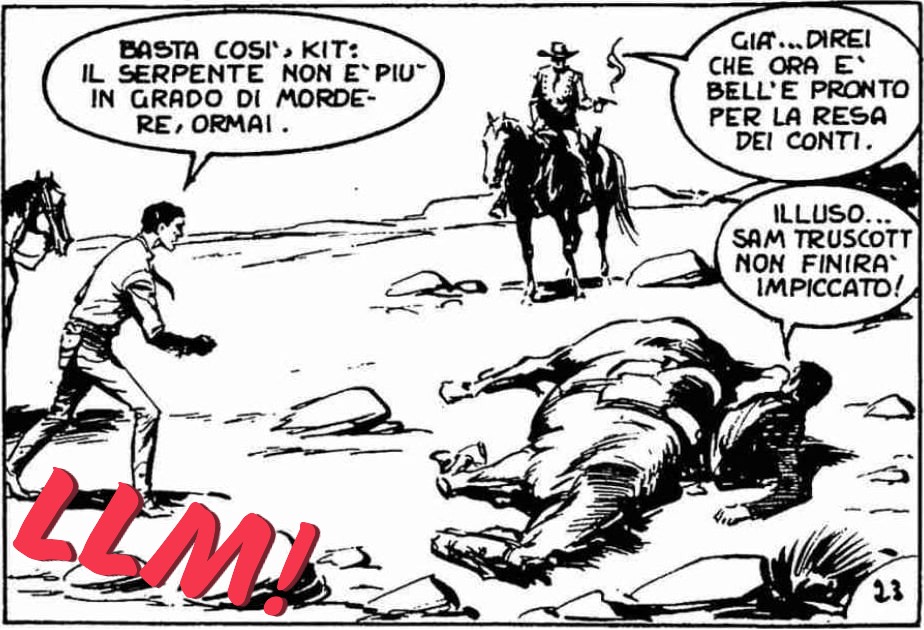 BASTA COSI', KIT:
IL SERPENTE NON E' PIU'
IN GRADO DI MORDE-
RE, ORMAI.
GIA'...DIREI
CHE ORA E'
BELL'E PRONTO
PER LA RESA
DEI CONTI.
ILLUSO...
SAM TRUSCOTT
NON FINIRA'
IMPICCATO!
LLM!
23